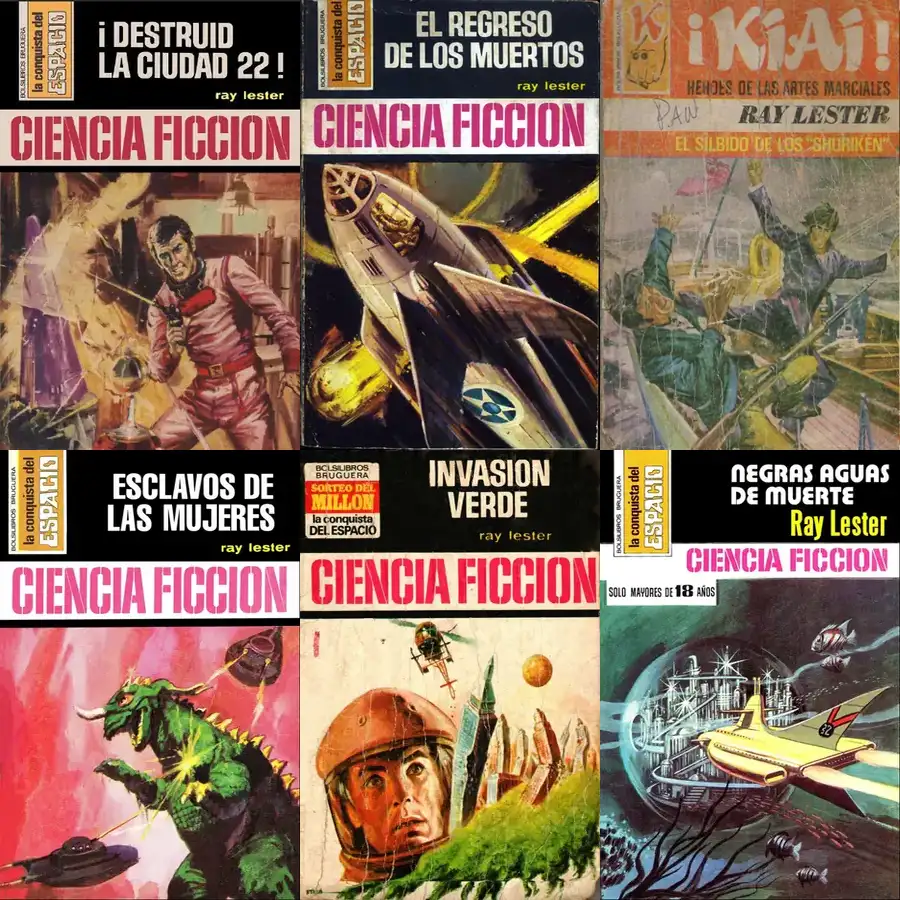 BOLSILIBROS BRUGUERA
la conquista del
ESPACIO
¡DESTRUID
LA CIUDAD 22!
ray lester
CIENCIA FICCION
BOLSILIBROS BRUGUERA
la conquista del
ESPACIO
EL REGRESO
DE LOS MUERTOS
ray lester
CIENCIA FICCION
K
¡KIAI!
HEROES DE LAS ARTES MARCIALES
RAY LESTER
EL SILBIDO DE LOS "SHURIKEN"
BOLSILIBROS BRUGUERA
la conquista del
ESPACIO
ESCLAVOS DE
LAS MUJERES
ray lester
CIENCIA FICCION
BOLSILIBROS
BRUGUERA
SORTEO DEL
MILLON
la conquista
DEL ESPACIO
INVASION
VERDE
ray lester
CIENCIA FICCION
BOLSILIBROS BRUGUERA
la conquista del
ESPACIO
NEGRAS AGUAS
DE MUERTE
Ray Lester
CIENCIA FICCION
SOLO MAYORES DE 18 AÑOS
62